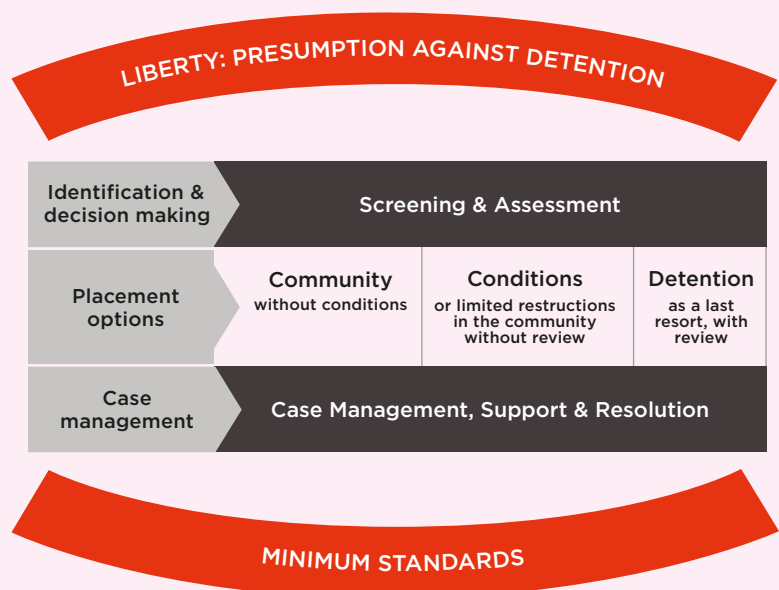 LIBERTY: PRESUMPTION AGAINST DETENTION
Identification &
decision making
Screening & Assessment
Placement
options
Community
without conditions
Conditions
or limited restructions
in the community
without review
Detention
as a last
resort, with
review
Case
management
Case Management, Support & Resolution
MINIMUM STANDARDS